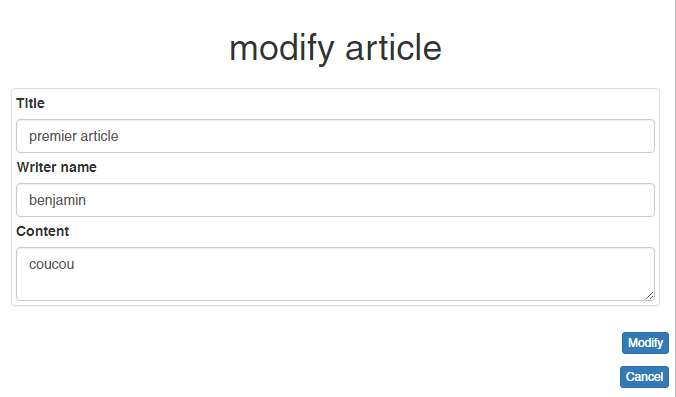 modify article
Title
premier article
Writer name
benjamin
Content
coucou
Modify
Cancel